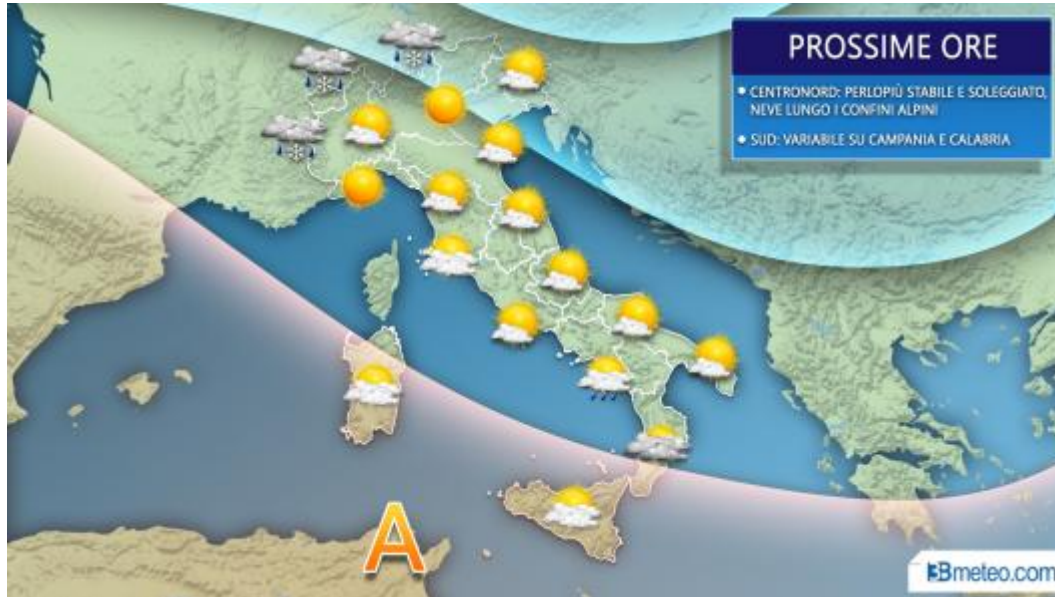 PROSSIME ORE
• CENTRONORD: PERLOPIÙ STABILE E SOLEGGIATO,
NEVE LUNGO I CONFINI ALPINI
• SUD: VARIABILE SU CAMPANIA E CALABRIA
A
3Bmeteo.com